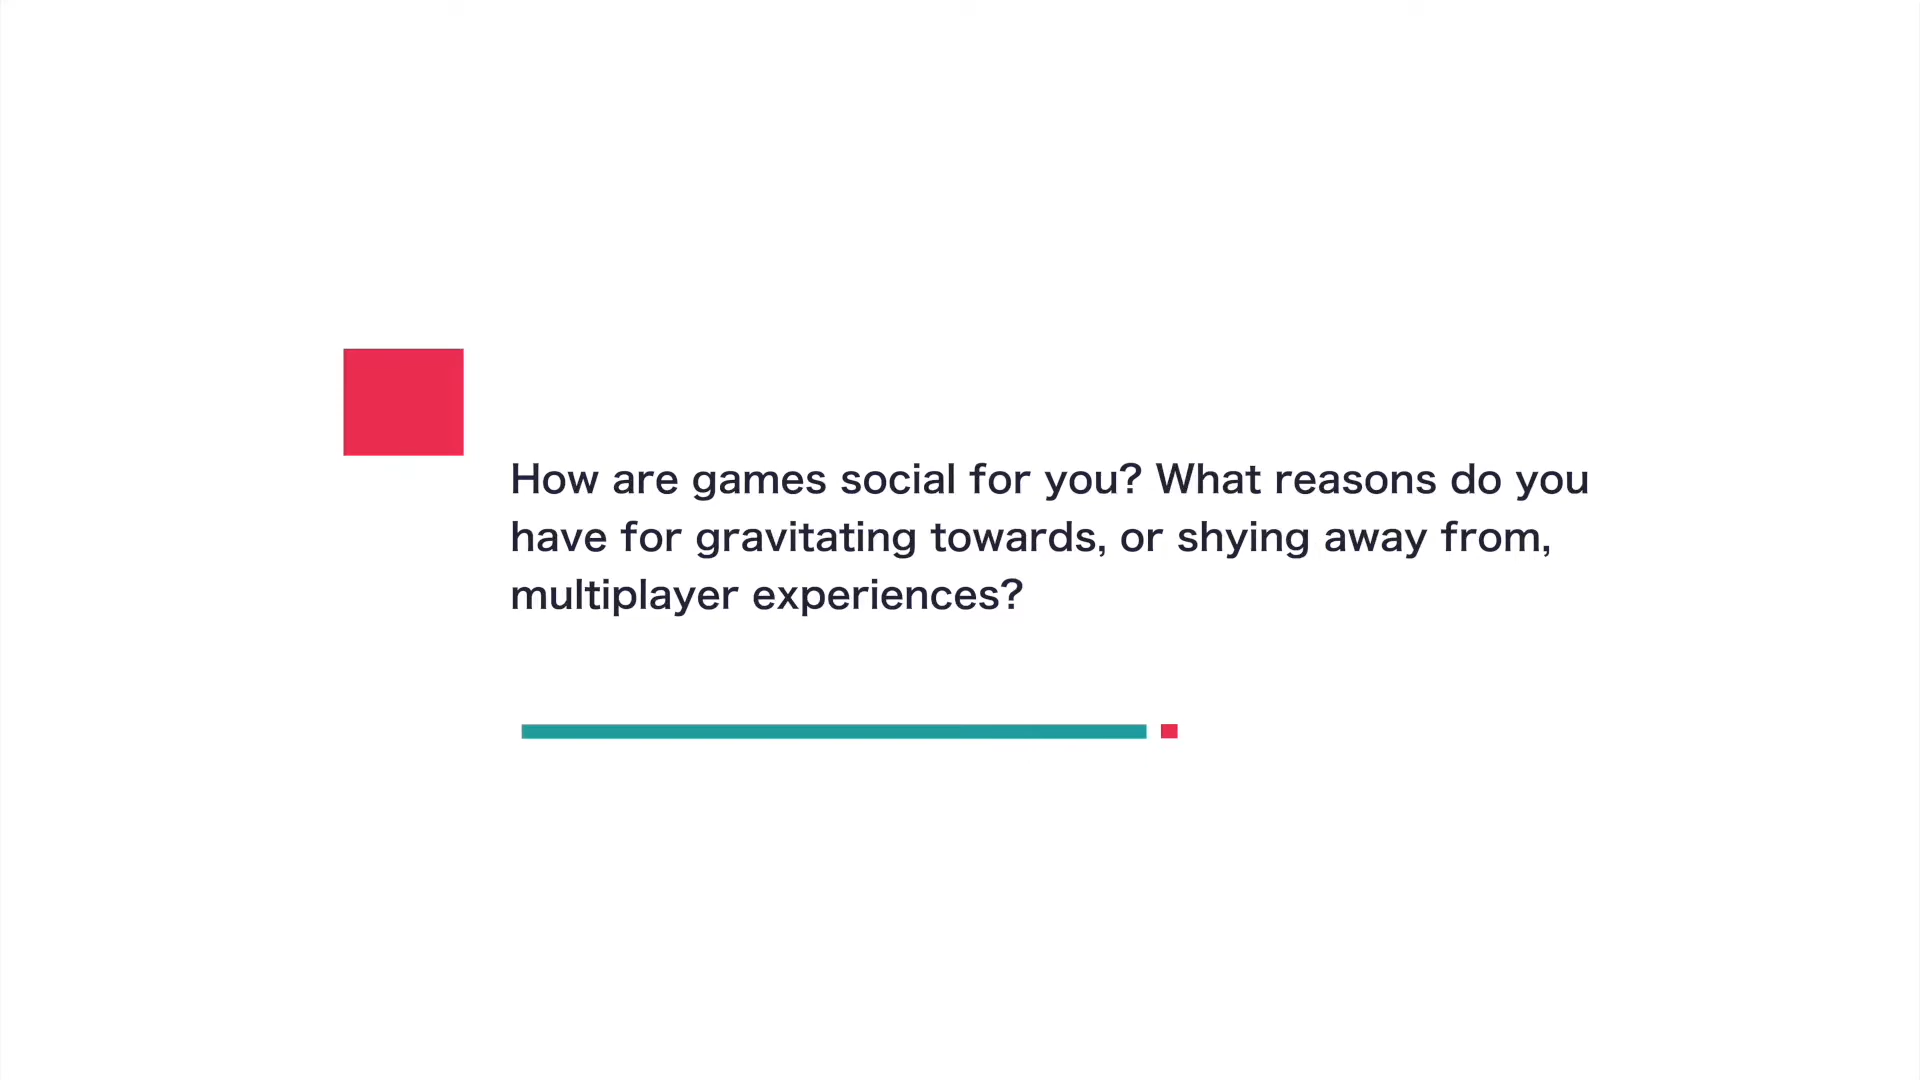 How are games social for you? What reasons do you
have for gravitating towards, or shying away from,
multiplayer experiences?